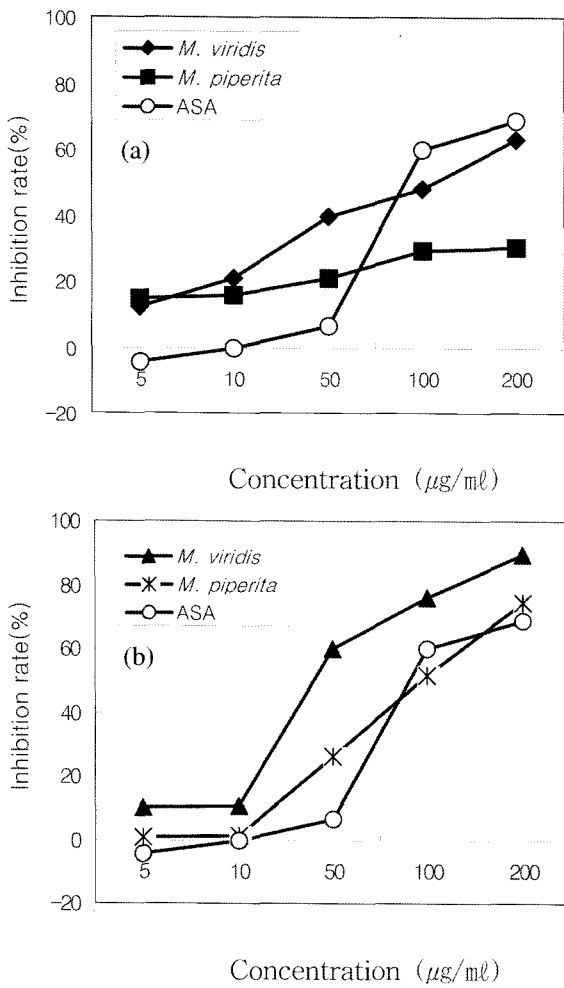 100
80
60
40
20
0
-20
Inhibition rate(%)
M. viridis
M. piperita
ASA
(a)
5 10 50 100 200
Concentration (μg/㎖)
100
80
60
40
20
0
-20
Inhibition rate(%)
M. viridis
M. piperita
ASA
(b)
5 10 50 100 200
Concentration (μg/㎖)